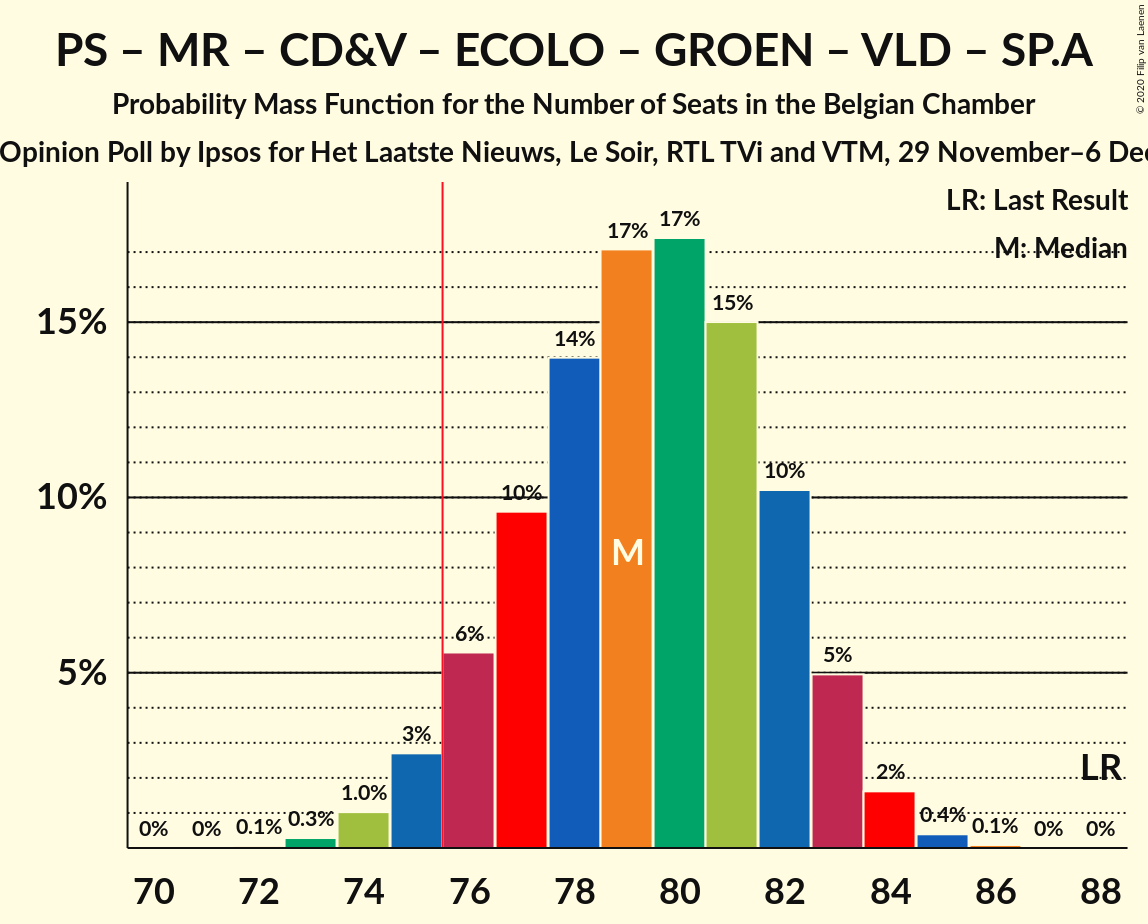 PS – MR – CD&V – ECOLO – GROEN – VLD – SP.A
Probability Mass Function for the Number of Seats in the Belgian Chamber
Opinion Poll by Ipsos for Het Laatste Nieuws, Le Soir, RTL TVi and VTM, 29 November–6 De
© 2020 Filip van Laenen
LR: Last Result
M: Median
15%
10%
5%
0% 0% 0.1% 0.3% 1.0% 3% 6% 10% 14% 17% 17% 15% 10% 5% 2% 0.4% 0.1% 0% 0%
M
LR
70 72 74 76 78 80 82 84 86 88